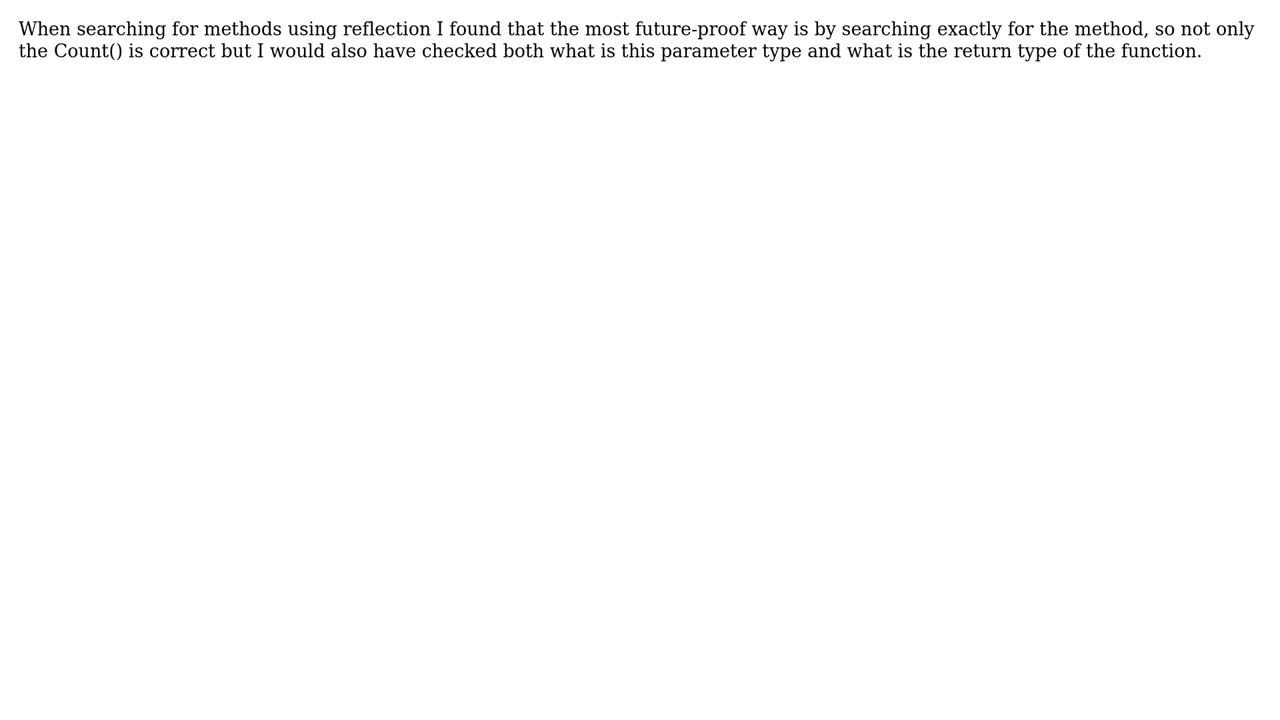 When searching for methods using reflection I found that the most future-proof way is by searching exactly for the method, so not only
the Count() is correct but I would also have checked both what is this parameter type and what is the return type of the function.